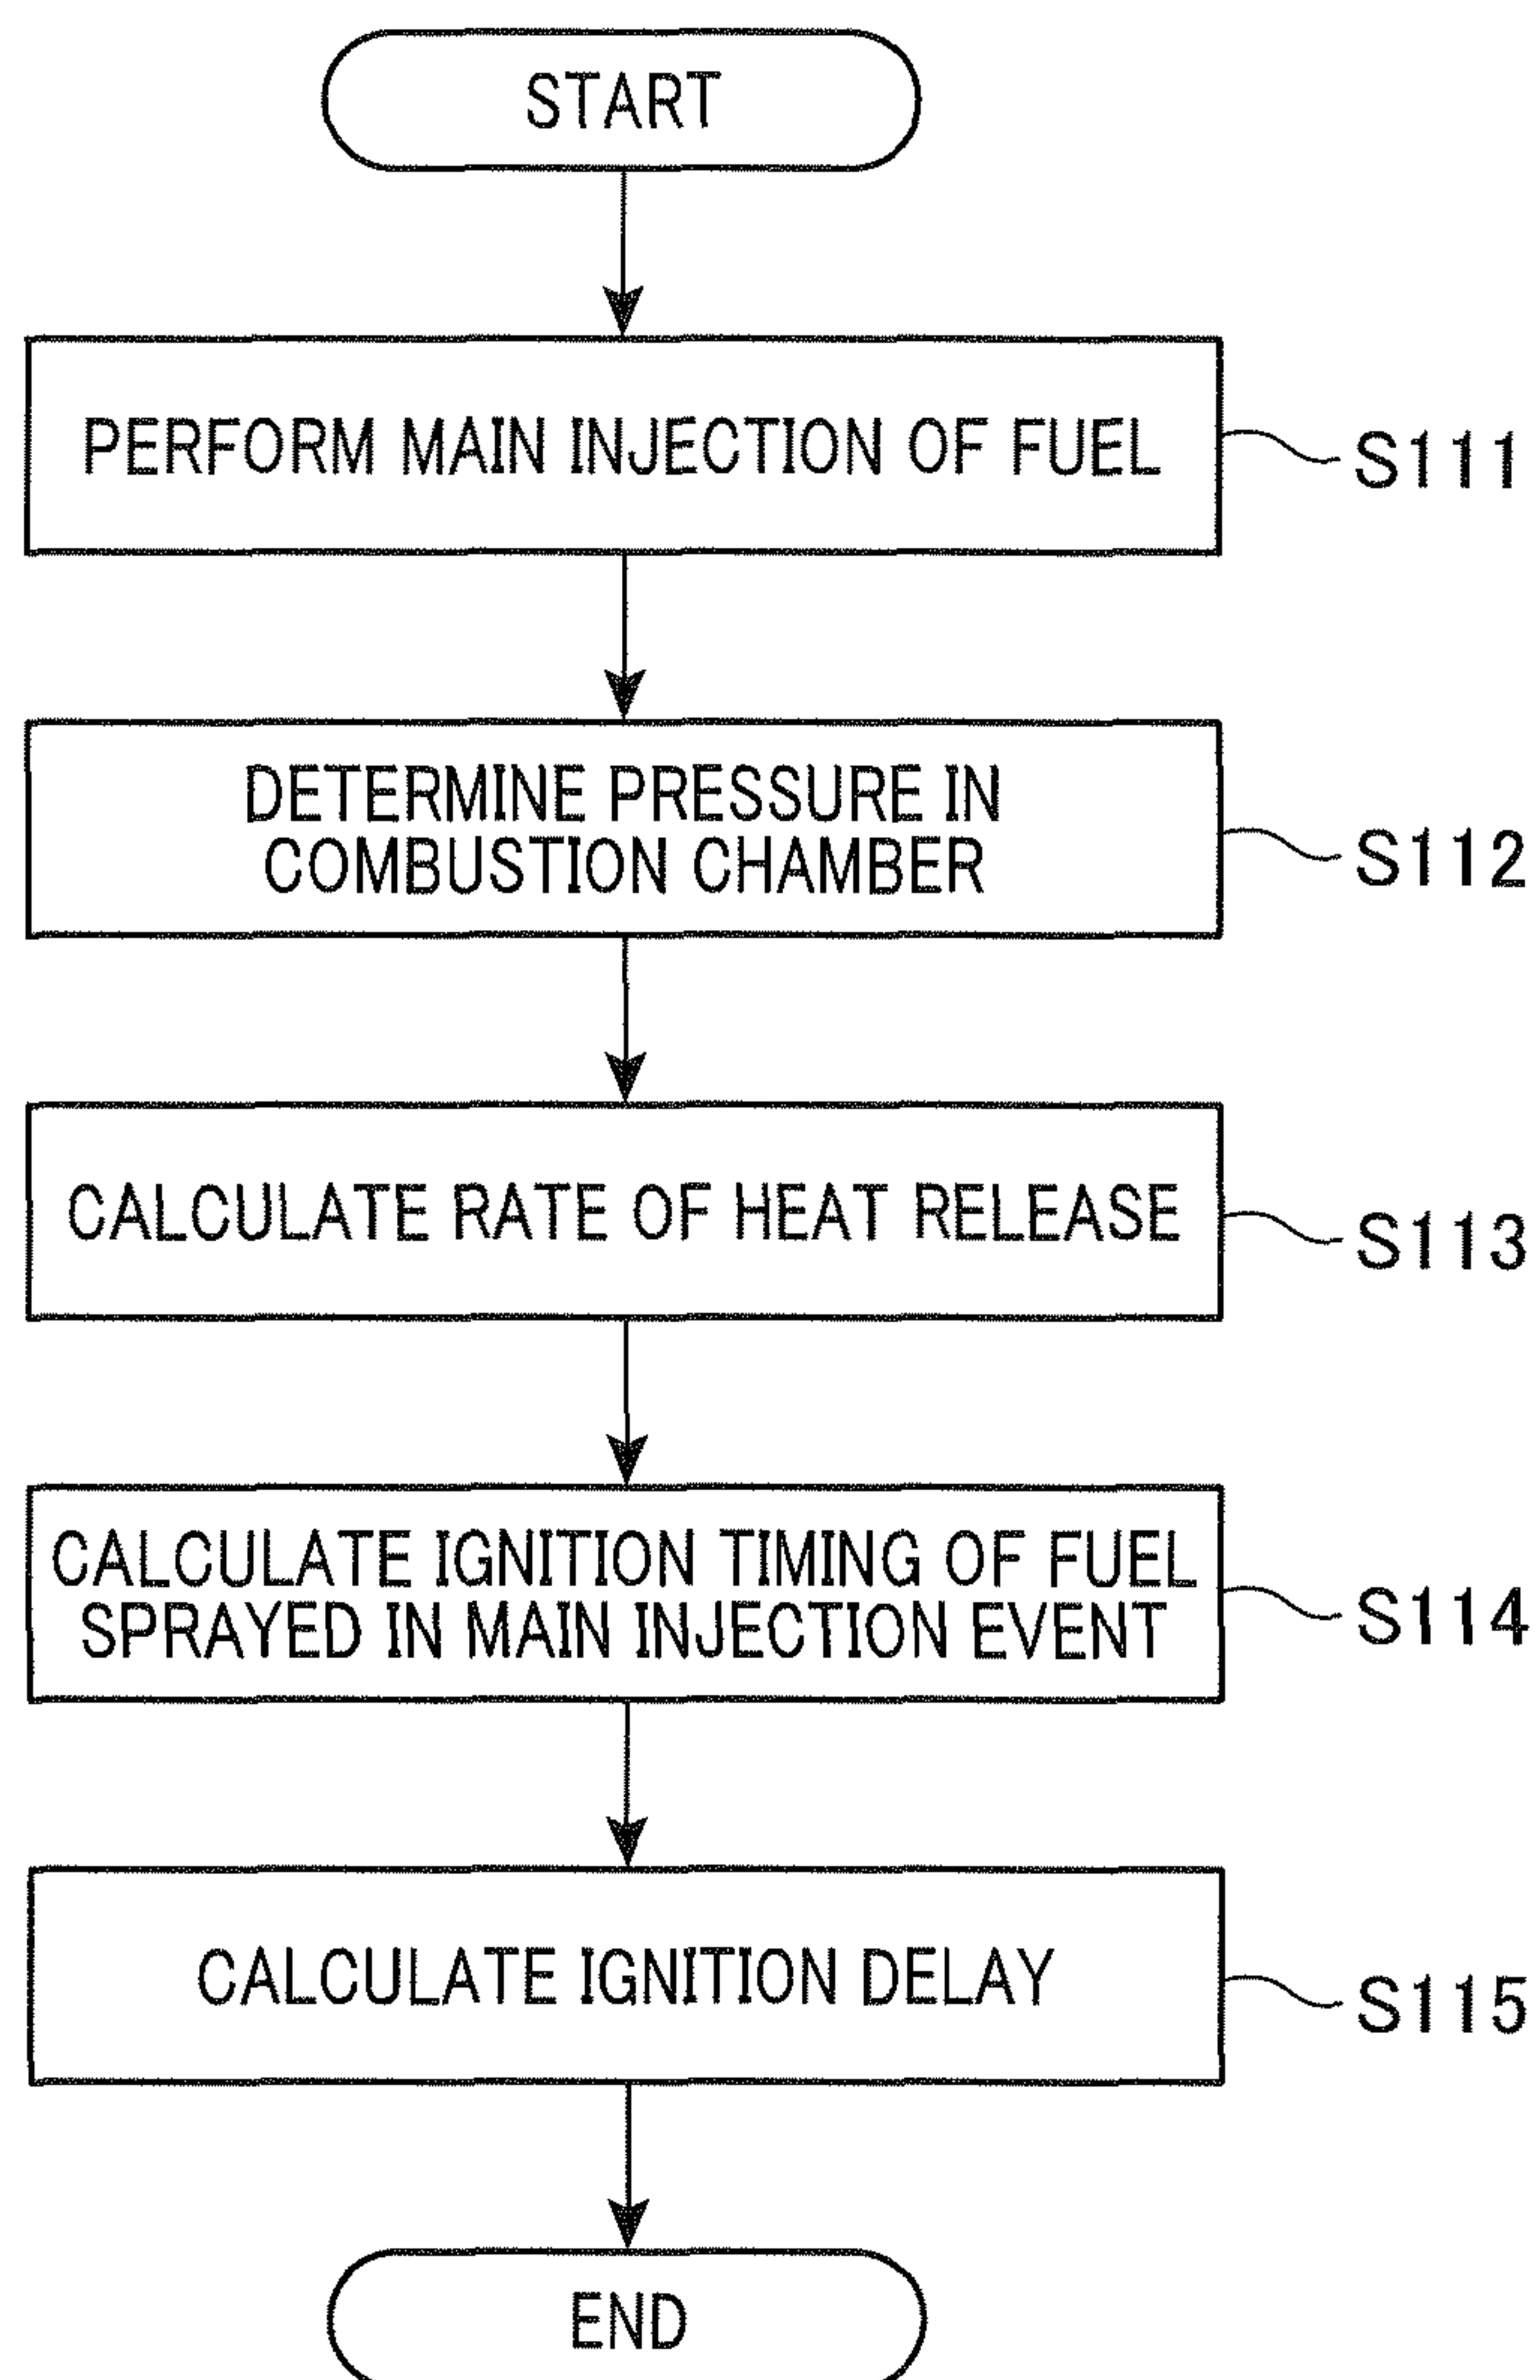 START
PERFORM MAIN INJECTION OF FUEL
S111
DETERMINE PRESSURE IN
COMBUSTION CHAMBER
S112
CALCULATE RATE OF HEAT RELEASE
S113
CALCULATE IGNITION TIMING OF FUEL
SPRAYED IN MAIN INJECTION EVENT
S114
CALCULATE IGNITION DELAY
S115
END